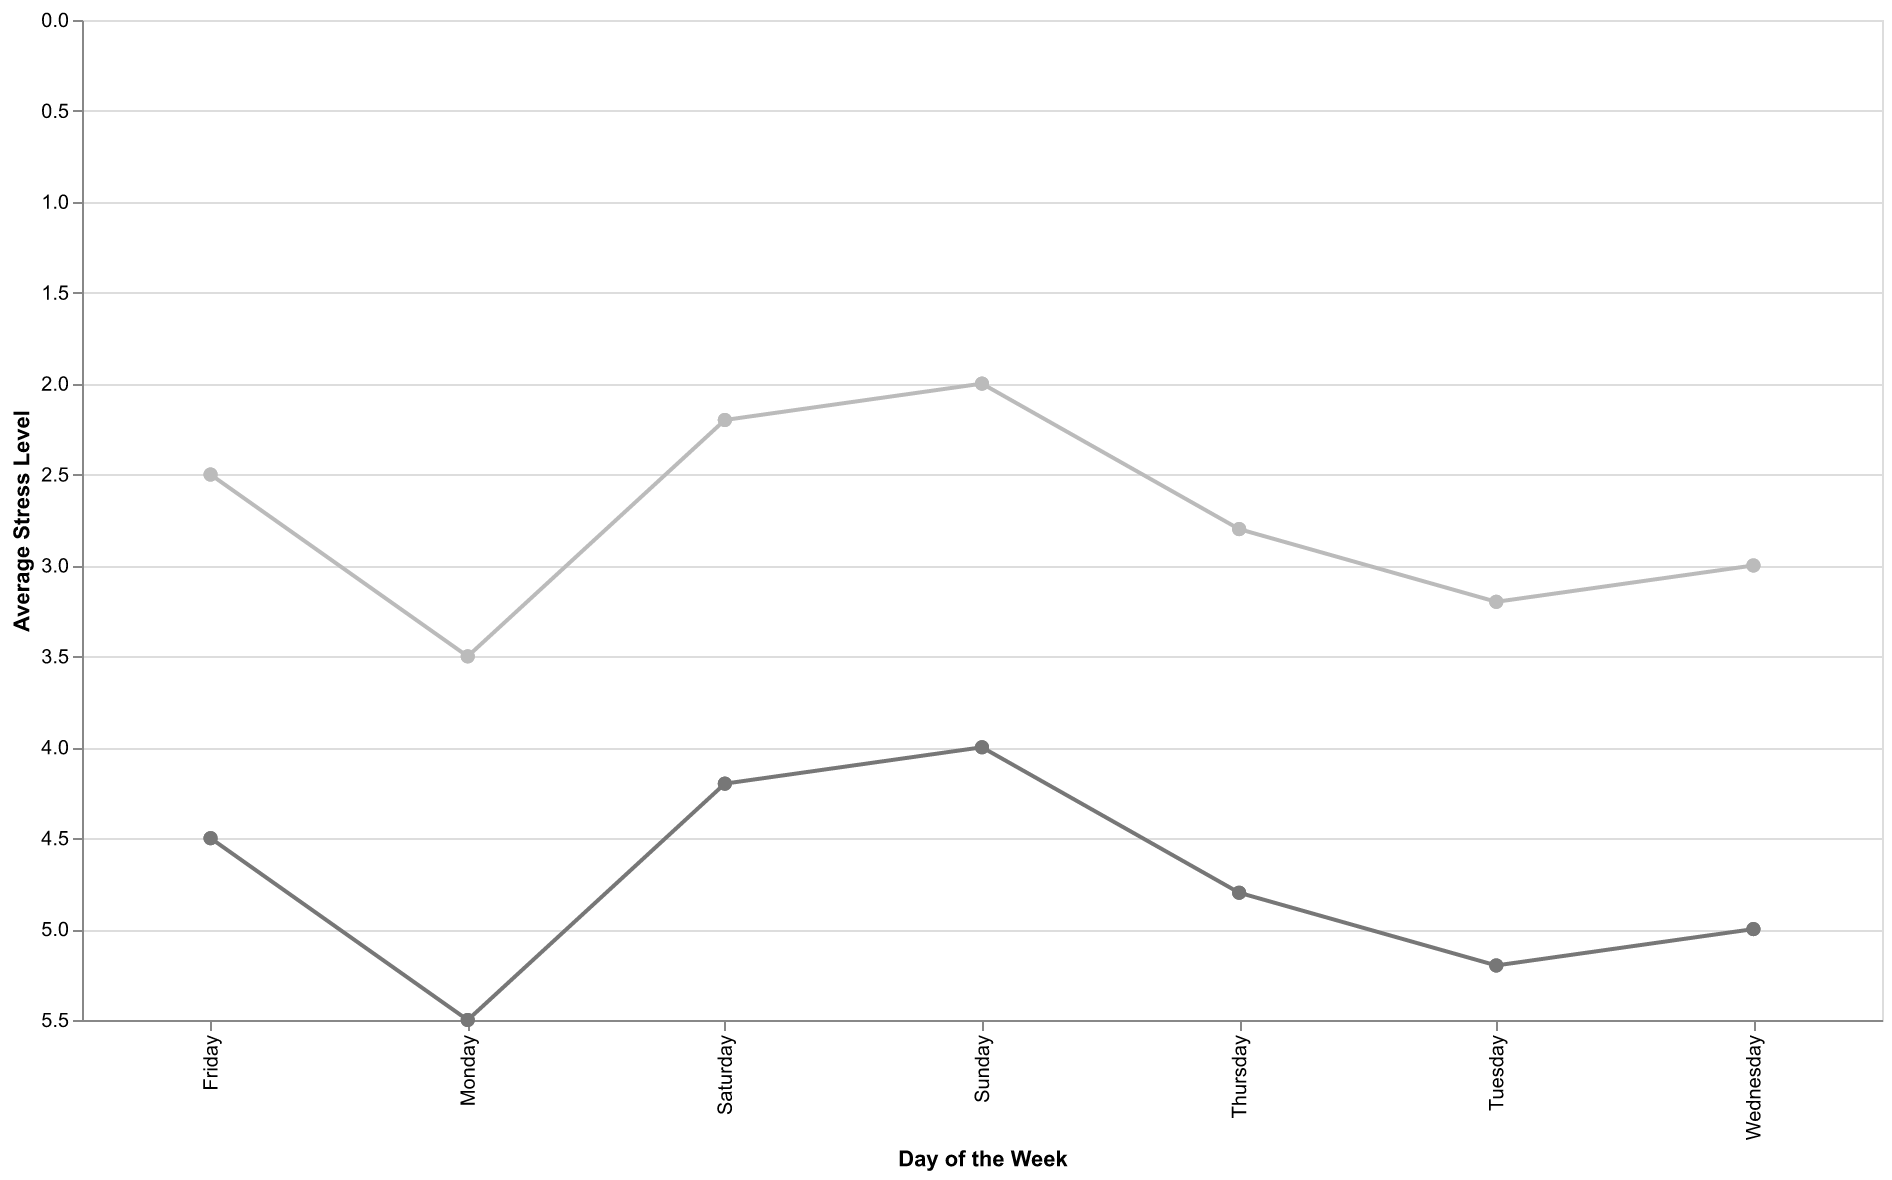 0.0
0.5
1.0
1.5
2.0
2.5
3.0
3.5
4.0
4.5
5.0
5.5
Average Stress Level
Friday
Monday
Saturday
Sunday
Thursday
Tuesday
Wednesday
Day of the Week